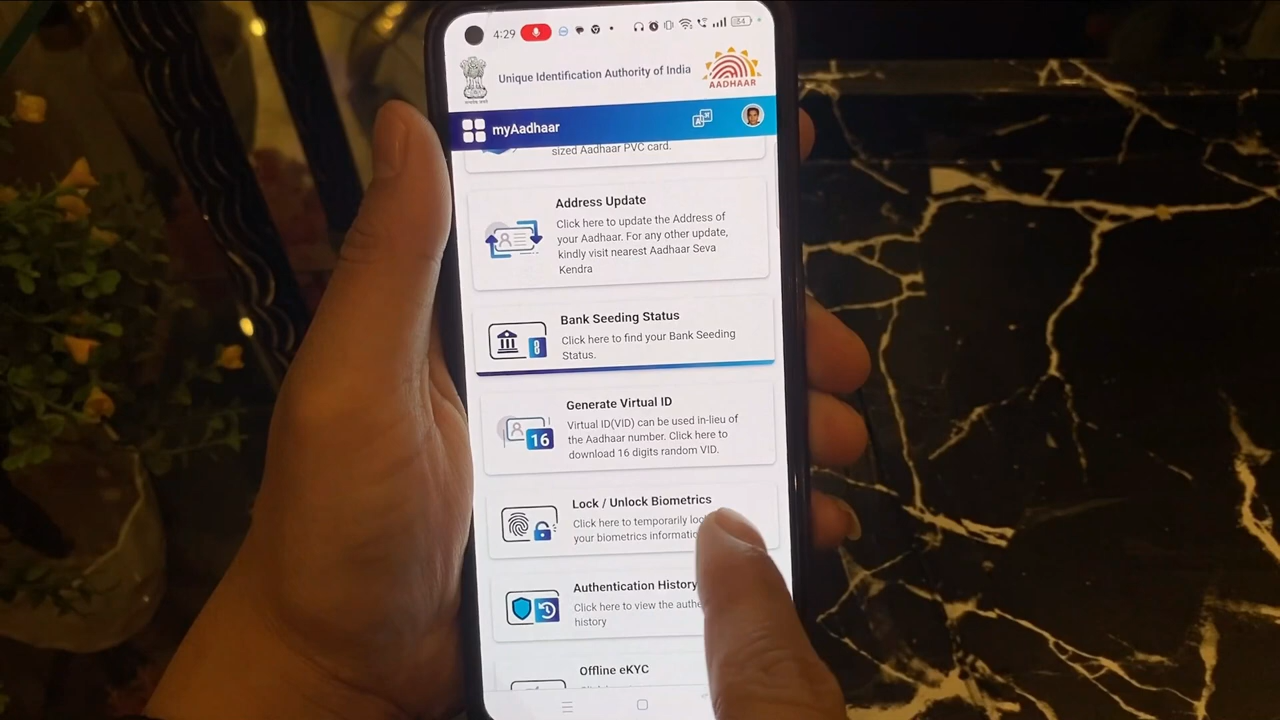 4:29
84
Unique Identification Authority of India
AADHAAR
myAadhaar
sized Aadhaar PVC card.
Address Update
Click here to update the Address of
your Aadhaar. For any other update,
kindly visit nearest Aadhaar Seva
Kendra
Bank Seeding Status
Click here to find your Bank Seeding
Status.
8
Generate Virtual ID
Virtual ID(VID) can be used in-lieu of
the Aadhaar number. Click here to
download 16 digits random VID.
16
Lock / Unlock Biometrics
Click here to temporarily
your biometrics
Authentication History
Click here to view the
history
Offline eKYC